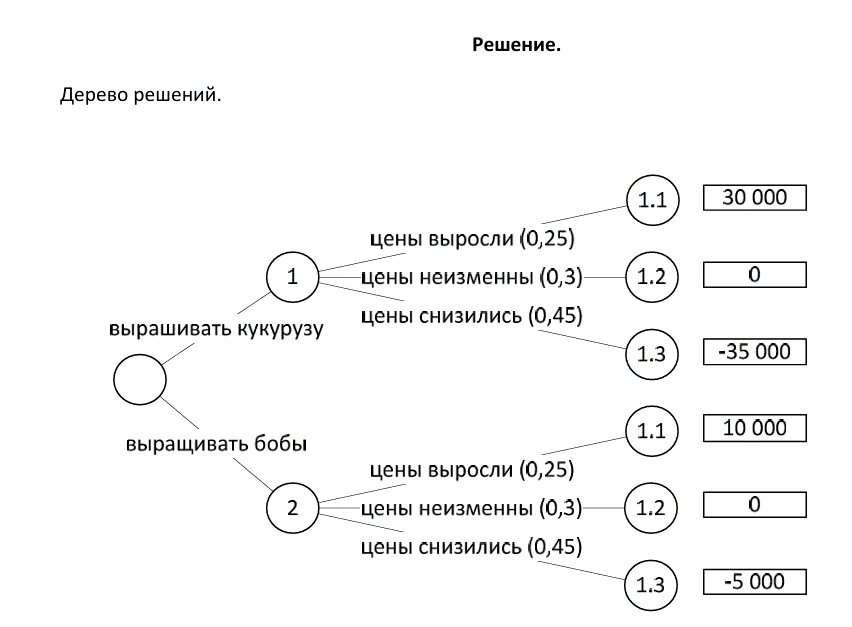 Решение.
Дерево решений.
1.1 30 000
цены выросли (0,25)
1 цены неизменны (0,3) 1.2 0
цены снизились (0,45)
вырашивать кукурузу
1.3 -35 000
1.1 10 000
выращивать бобы
цены выросли (0,25)
2 цены неизменны (0,3) 1.2 0
цены снизились (0,45)
1.3 -5 000